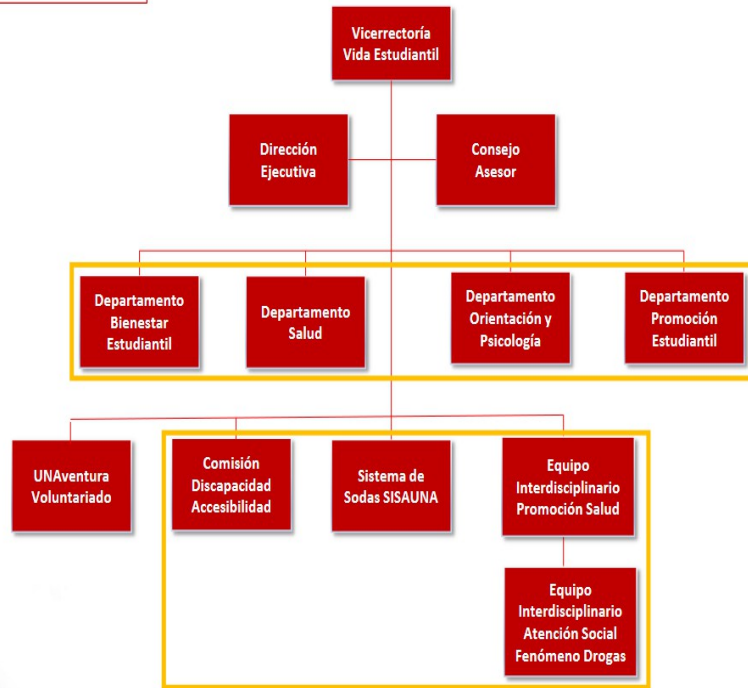 Vicerrectoría
Vida Estudiantil
Dirección
Ejecutiva
Consejo
Asesor
Departamento
Bienestar
Estudiantil
Departamento
Salud
Departamento
Orientación y
Psicología
Departamento
Promoción
Estudiantil
UNAventura
Voluntariado
Comisión
Discapacidad
Accesibilidad
Sistema de
Sodas SISAUNA
Equipo
Interdisciplinario
Promoción Salud
Equipo
Interdisciplinario
Atención Social
Fenómeno Drogas